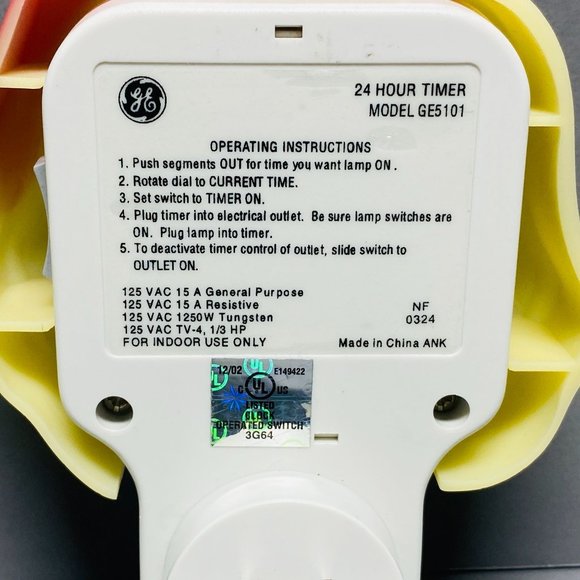 GE
24 HOUR TIMER
MODEL GE5101
OPERATING INSTRUCTIONS
1. Push segments OUT for time you want lamp ON .
2. Rotate dial to CURRENT TIME.
3. Set switch to TIMER ON.
4. Plug timer into electrical outlet. Be sure lamp switches are
ON. Plug lamp into timer.
5. To deactivate timer control of outlet, slide switch to
OUTLET ON.
125 VAC 15 A General Purpose
125 VAC 15 A Resistive
125 VAC 1250W Tungsten
125 VAC TV-4, 1/3 HP
FOR INDOOR USE ONLY
NF
0324
Made in China ANK
12/02 E149422
C UL US
LISTED
CLOCK
OPERATED SWITCH
3G64